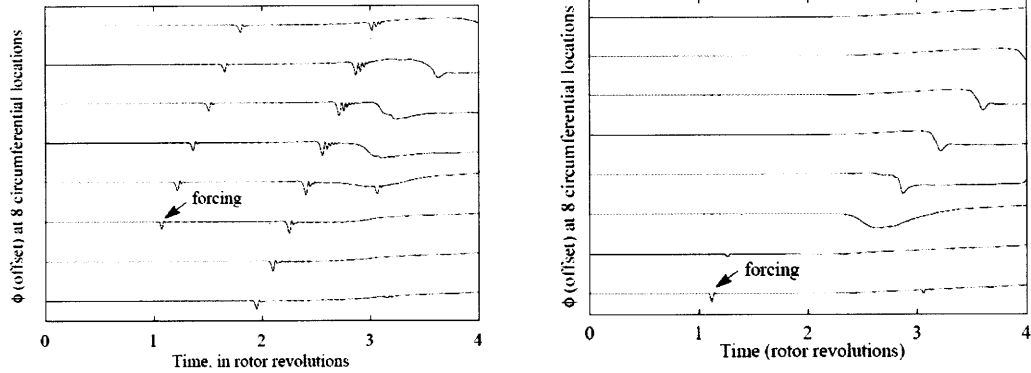 ϕ (offset) at 8 circumferential locations
forcing
0 1 2 3 4
Time, in rotor revolutions
ϕ (offset) at 8 circumferential locations
forcing
0 1 2 3 4
Time (rotor revolutions)